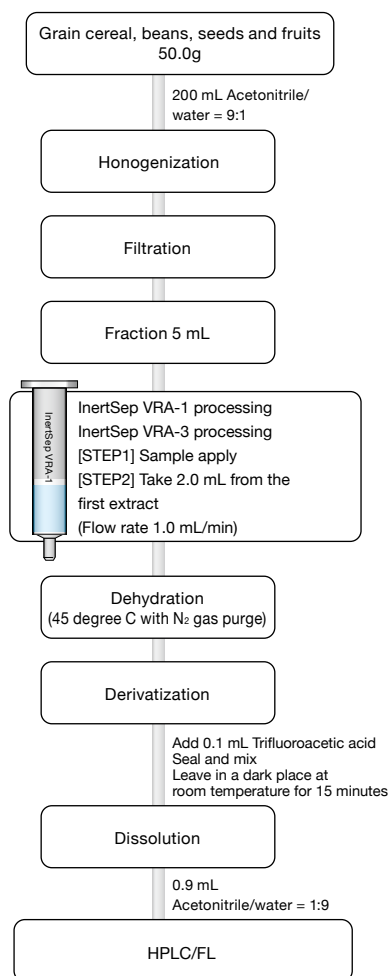 Grain cereal, beans, seeds and fruits
50.0g
200 mL Acetonitrile/
water = 9:1
Honogenization
Filtration
Fraction 5 mL
InertSep VRA-1
InertSep VRA-1 processing
InertSep VRA-3 processing
[STEP1] Sample apply
[STEP2] Take 2.0 mL from the
first extract
(Flow rate 1.0 mL/min)
Dehydration
(45 degree C with N₂ gas purge)
Derivatization
Add 0.1 mL Trifluoroacetic acid
Seal and mix
Leave in a dark place at
room temperature for 15 minutes
Dissolution
0.9 mL
Acetonitrile/water = 1:9
HPLC/FL